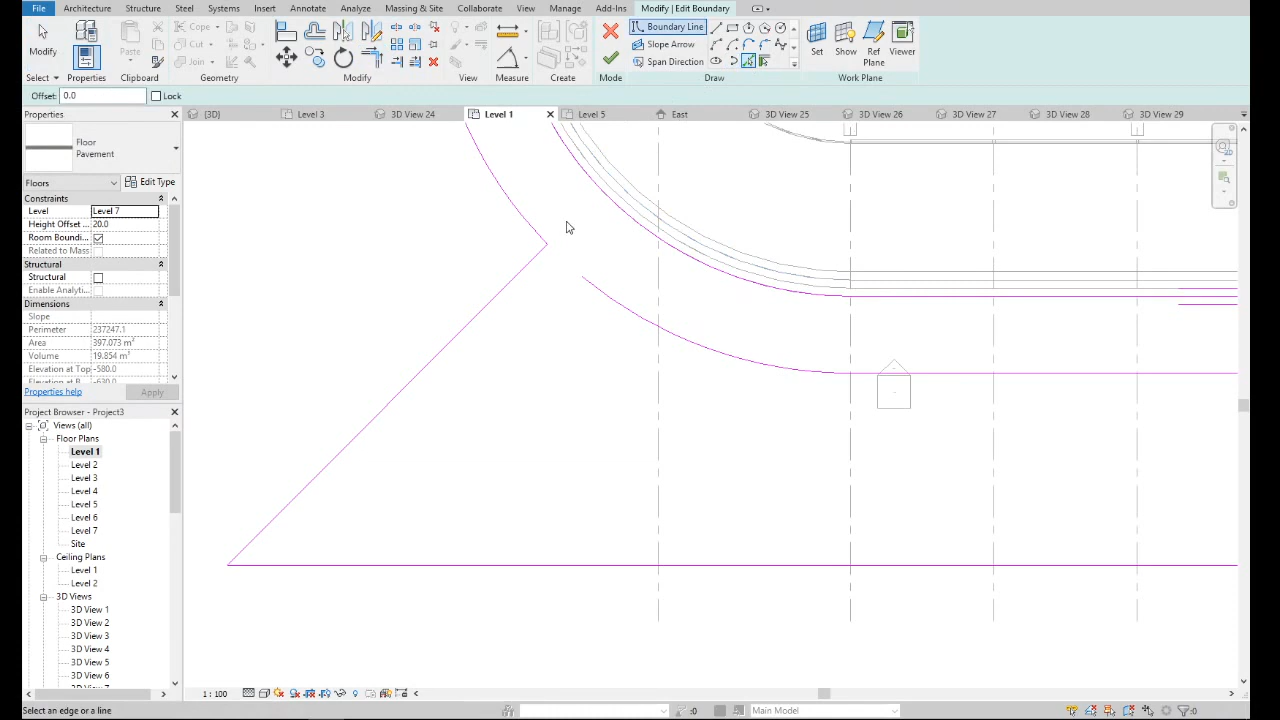 File Architecture Structure Steel Systems Insert Annotate Analyze Massing & Site Collaborate View Manage Add-Ins Modify | Edit Boundary
Modify
Paste
Cope
Cut
Join
Boundary Line
Slope Arrow
Span Direction
Set
Show
Ref
Plane
Viewer
Select Properties Clipboard Geometry Modify View Measure Create Mode Draw Work Plane
Offset: 0.0 Lock
Properties
{3D} Level 3 3D View 24 Level 1 Level 5 East 3D View 25 3D View 26 3D View 27 3D View 28 3D View 29
Floor
Pavement
Floors Edit Type
Constraints
Level Level 7
Height Offset ... 20.0
Room Boundi...
Related to Mass
Structural
Structural
Enable Analyti...
Dimensions
Slope
Perimeter 237247.1
Area 397.073 m²
Volume 19.854 m³
Elevation at Top -580.0
Elevation at B... -630.0
Properties help Apply
Project Browser - Project3
Views (all)
Floor Plans
Level 1
Level 2
Level 3
Level 4
Level 5
Level 6
Level 7
Site
Ceiling Plans
Level 1
Level 2
3D Views
3D View 1
3D View 2
3D View 3
3D View 4
3D View 5
3D View 6
1 : 100
Select an edge or a line :0 Main Model :0